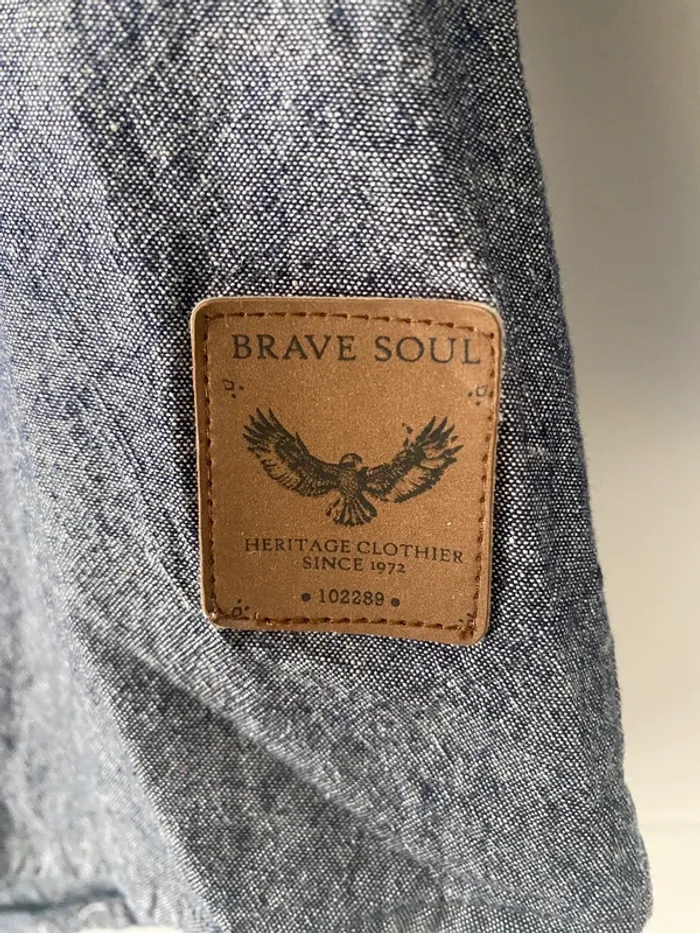 BRAVE SOUL
HERITAGE CLOTHIER
SINCE 1972
• 102289 •